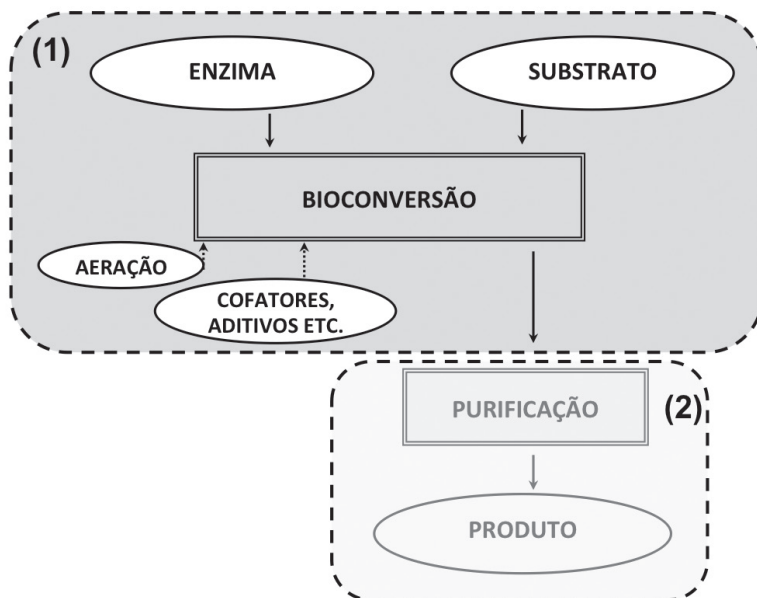 (1)
ENZIMA
SUBSTRATO
BIOCONVERSÃO
AERAÇÃO
COFATORES,
ADITIVOS ETC.
PURIFICAÇÃO
(2)
PRODUTO